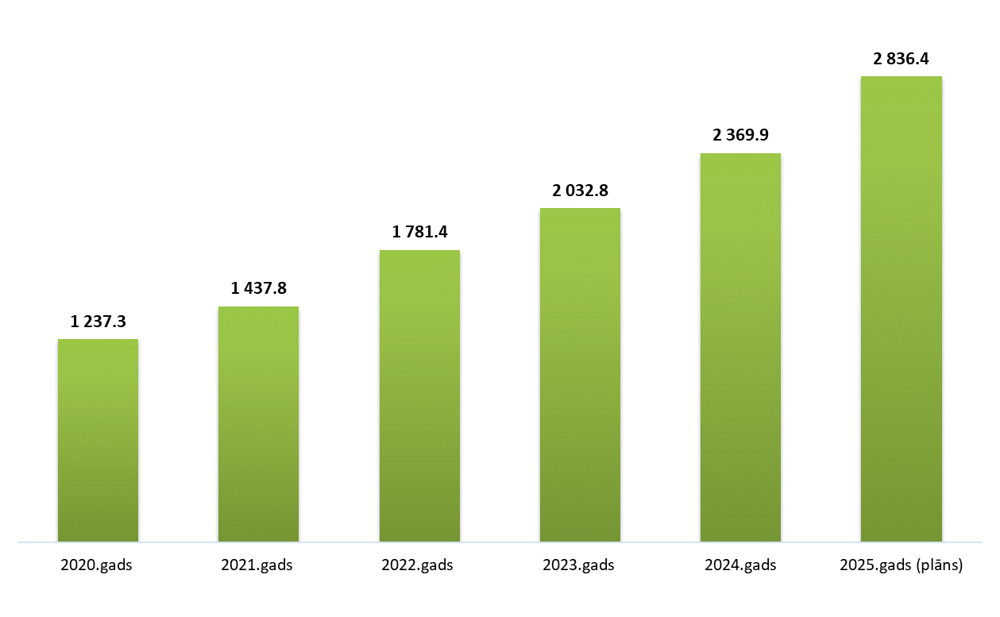 2 836.4
2 369.9
2 032.8
1 781.4
1 437.8
1 237.3
2020.gads
2021.gads
2022.gads
2023.gads
2024.gads
2025.gads (plāns)